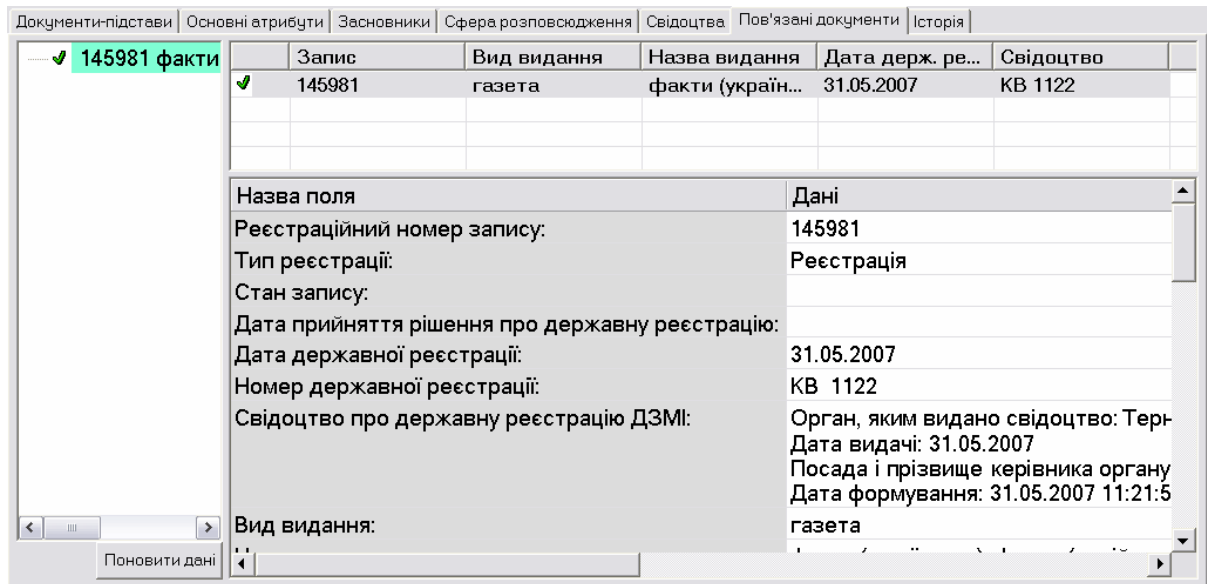 Документи-підстави Основні атрибути Засновники Сфера розповсюдження Свідоцтва Пов'язані документи Історія
145981 факти
Запис Вид видання Назва видання Дата держ. ре... Свідоцтво
145981 газета факти (україн... 31.05.2007 КВ 1122
Назва поля Дані
Реєстраційний номер запису: 145981
Тип реєстрації: Реєстрація
Стан запису:
Дата прийняття рішення про державну реєстрацію:
Дата державної реєстрації: 31.05.2007
Номер державної реєстрації: КВ 1122
Свідоцтво про державну реєстрацію ДЗМІ: Орган, яким видано свідоцтво: Терн
Дата видачі: 31.05.2007
Посада і прізвище керівника органу
Дата формування: 31.05.2007 11:21:5
Вид видання: газета
Поновити дані